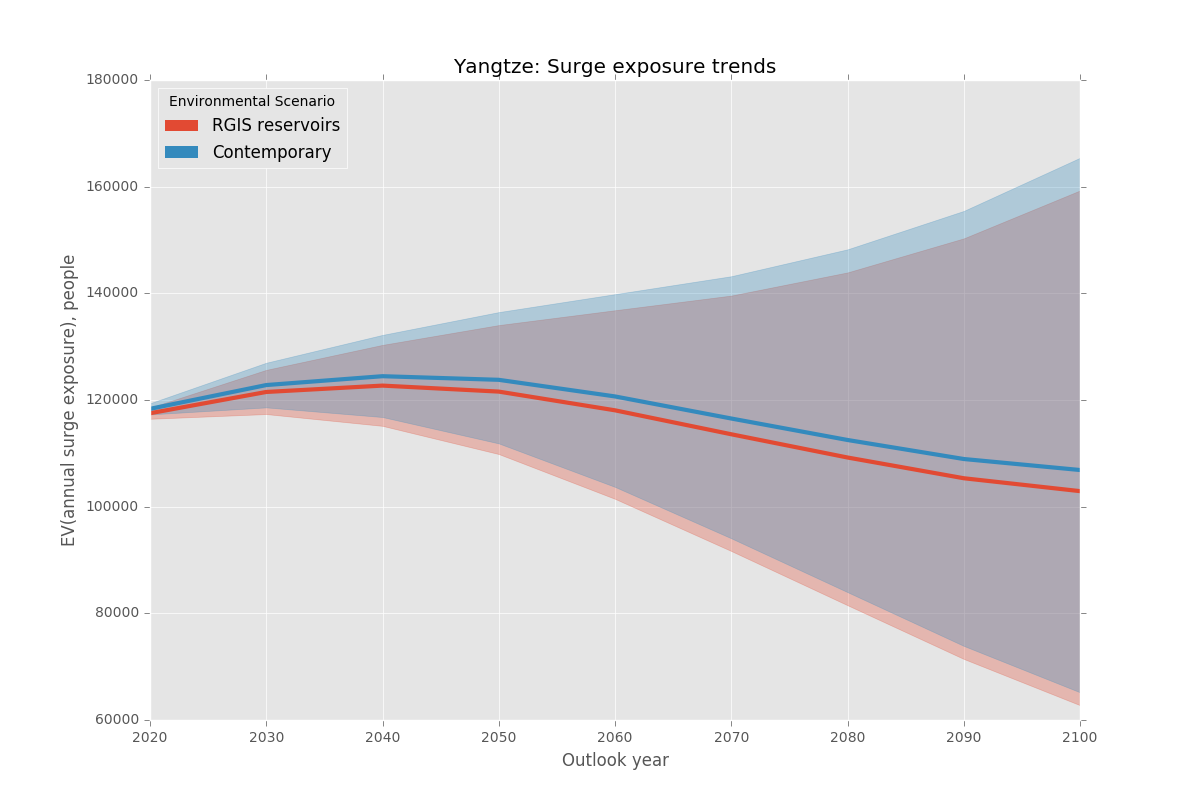 Yangtze: Surge exposure trends
Environmental Scenario
RGIS reservoirs
Contemporary
EV(annual surge exposure), people
180000
160000
140000
120000
100000
80000
60000
2020 2030 2040 2050 2060 2070 2080 2090 2100
Outlook year